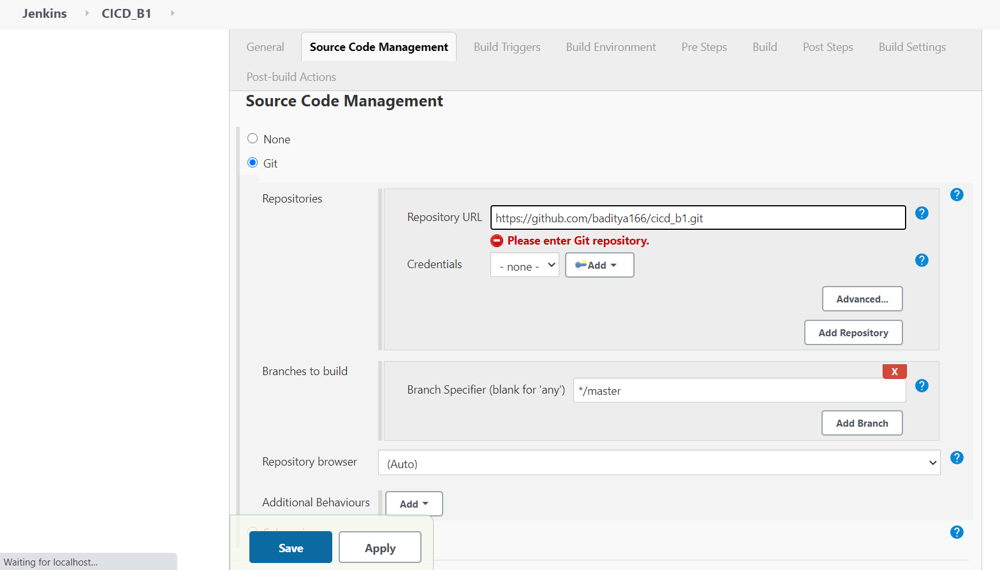 Jenkins CICD_B1
General Source Code Management Build Triggers Build Environment Pre Steps Build Post Steps Build Settings
Post-build Actions
Source Code Management
None
Git
Repositories
?
Repository URL https://github.com/baditya166/cicd_b1.git ?
Please enter Git repository.
Credentials - none - Add ?
Advanced...
Add Repository
Branches to build
X
Branch Specifier (blank for 'any') */master ?
Add Branch
Repository browser (Auto) ?
Additional Behaviours Add
?
Save Apply
Waiting for localhost...